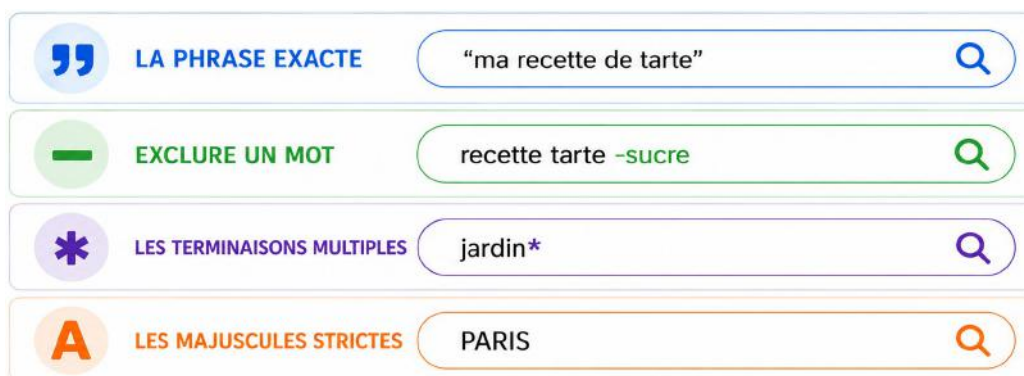 LA PHRASE EXACTE “ma recette de tarte”
EXCLURE UN MOT recette tarte -sucre
LES TERMINAISONS MULTIPLES jardin*
A LES MAJUSCULES STRICTES PARIS